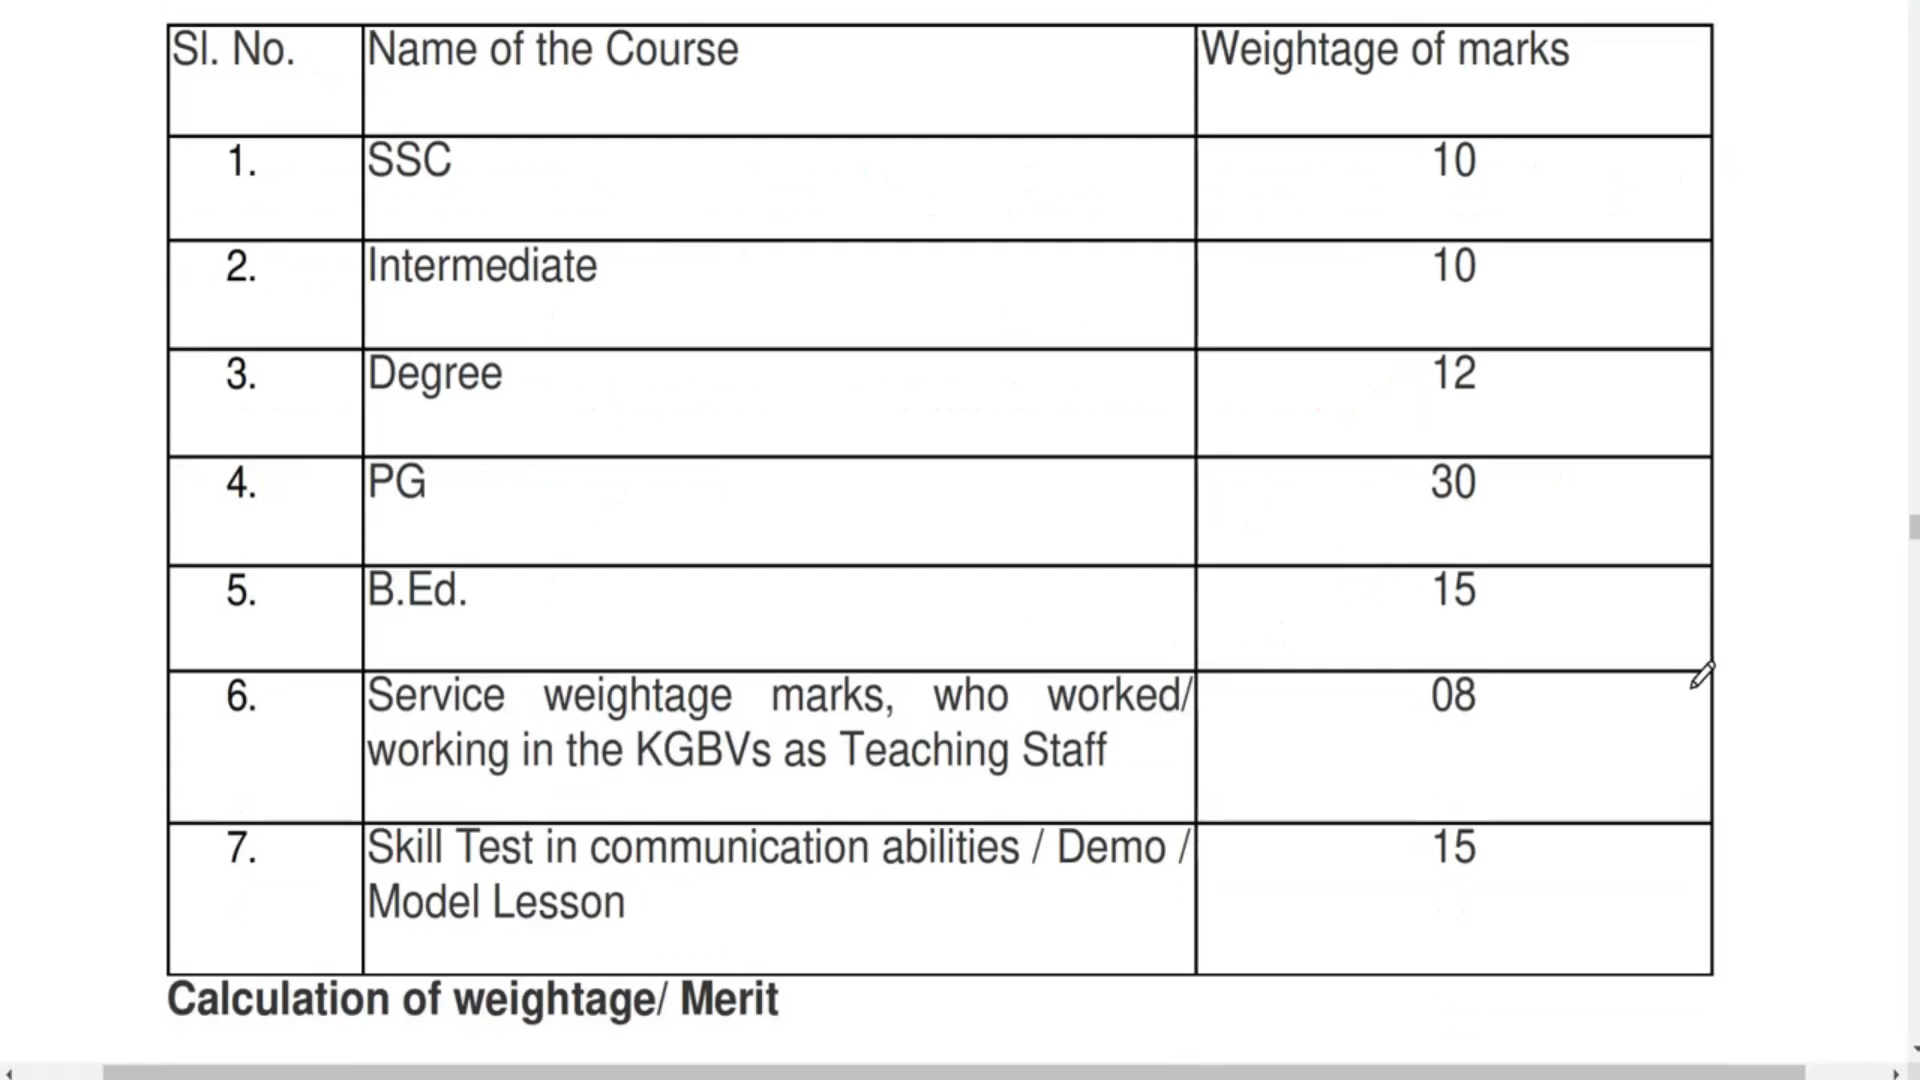 Sl. No. Name of the Course Weightage of marks
1. SSC 10
2. Intermediate 10
3. Degree 12
4. PG 30
5. B.Ed. 15
6. Service weightage marks, who worked/ 08
working in the KGBVs as Teaching Staff
7. Skill Test in communication abilities / Demo / 15
Model Lesson
Calculation of weightage/ Merit